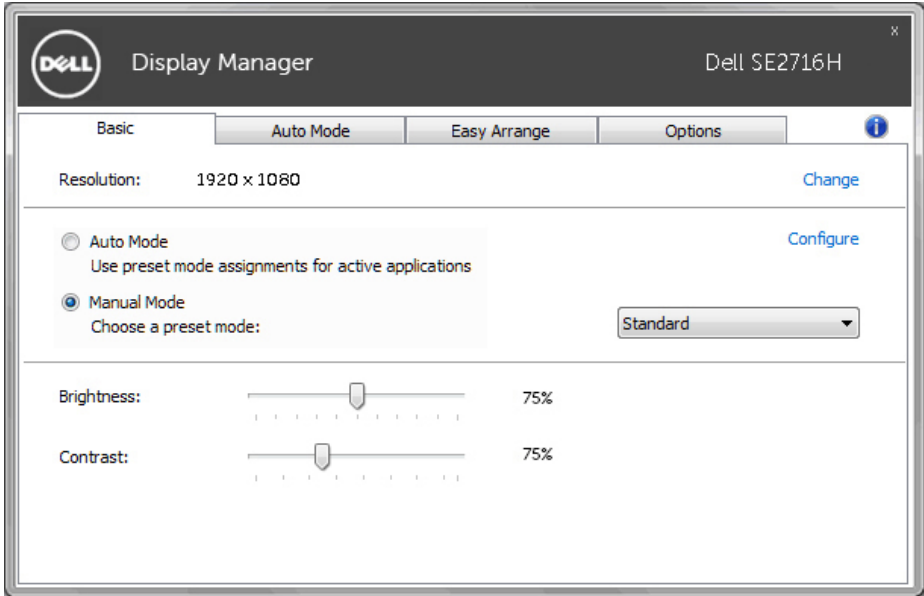 x
DELL Display Manager Dell SE2716H
Basic Auto Mode Easy Arrange Options i
Resolution: 1920 x 1080 Change
Auto Mode Configure
Use preset mode assignments for active applications
Manual Mode
Choose a preset mode: Standard
Brightness: 75%
Contrast: 75%